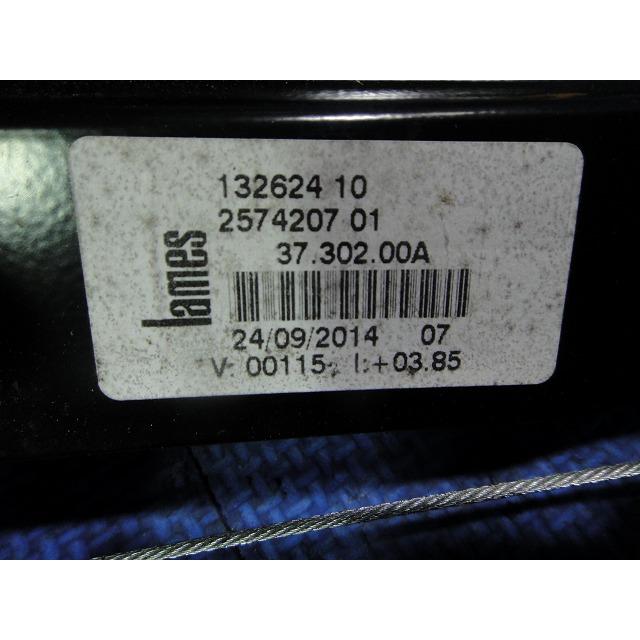 132624 10
2574207 01
lames
37.302.00A
24/09/2014 07
V: 00115- I:+03.85